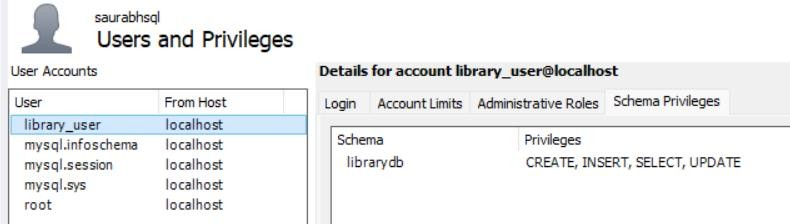 saurabhsql
Users and Privileges
User Accounts
User From Host
library_user localhost
mysql.infoschema localhost
mysql.session localhost
mysql.sys localhost
root localhost
Details for account library_user@localhost
Login Account Limits Administrative Roles Schema Privileges
Schema Privileges
librarydb CREATE, INSERT, SELECT, UPDATE